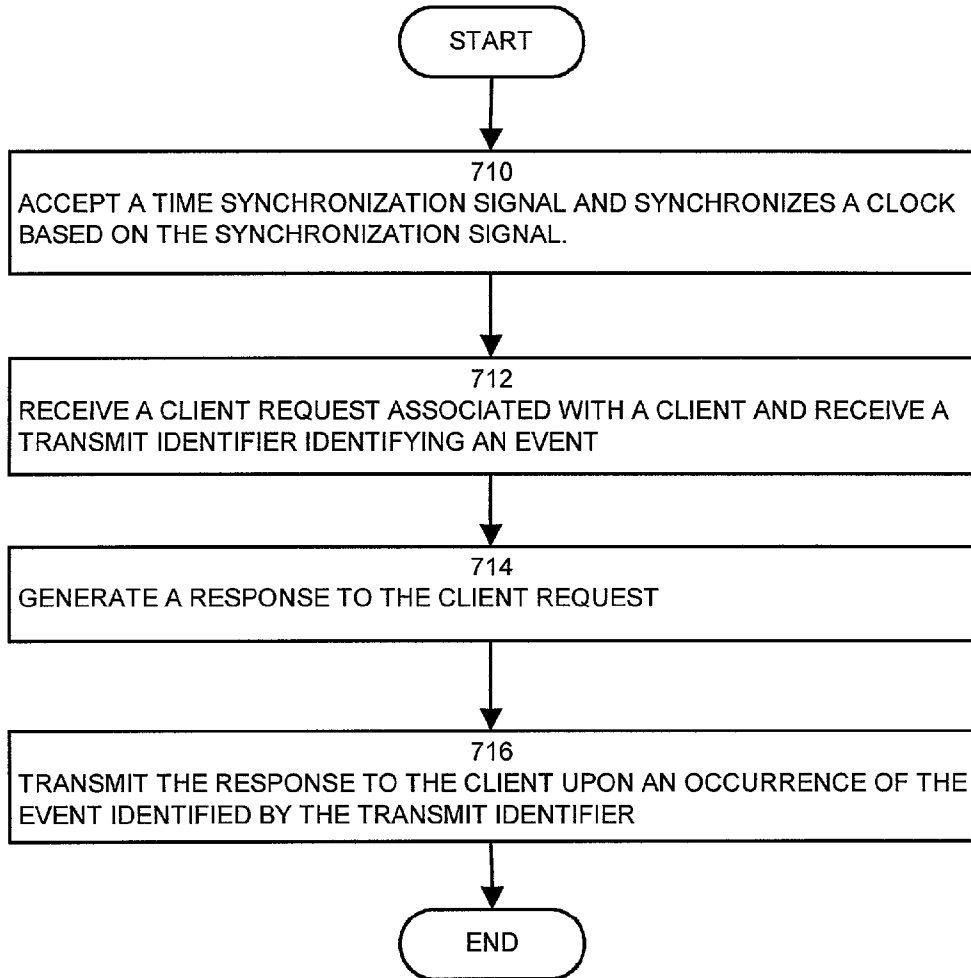 START
710
ACCEPT A TIME SYNCHRONIZATION SIGNAL AND SYNCHRONIZES A CLOCK
BASED ON THE SYNCHRONIZATION SIGNAL.
712
RECEIVE A CLIENT REQUEST ASSOCIATED WITH A CLIENT AND RECEIVE A
TRANSMIT IDENTIFIER IDENTIFYING AN EVENT
714
GENERATE A RESPONSE TO THE CLIENT REQUEST
716
TRANSMIT THE RESPONSE TO THE CLIENT UPON AN OCCURRENCE OF THE
EVENT IDENTIFIED BY THE TRANSMIT IDENTIFIER
END